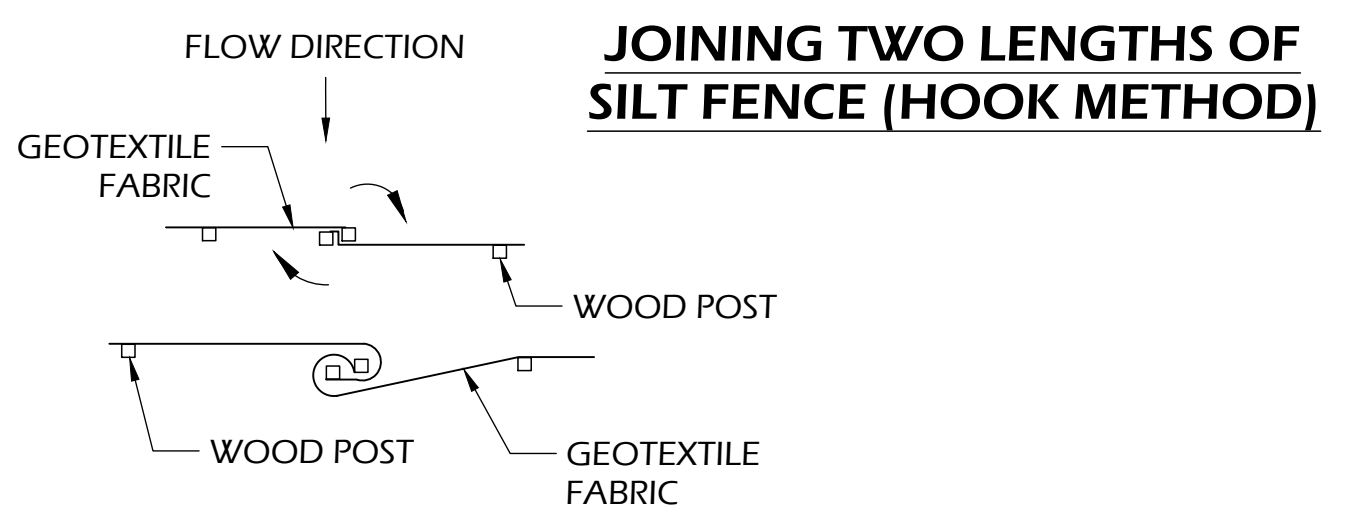 JOINING TWO LENGTHS OF
SILT FENCE (HOOK METHOD)
FLOW DIRECTION
GEOTEXTILE
FABRIC
WOOD POST
WOOD POST
GEOTEXTILE
FABRIC